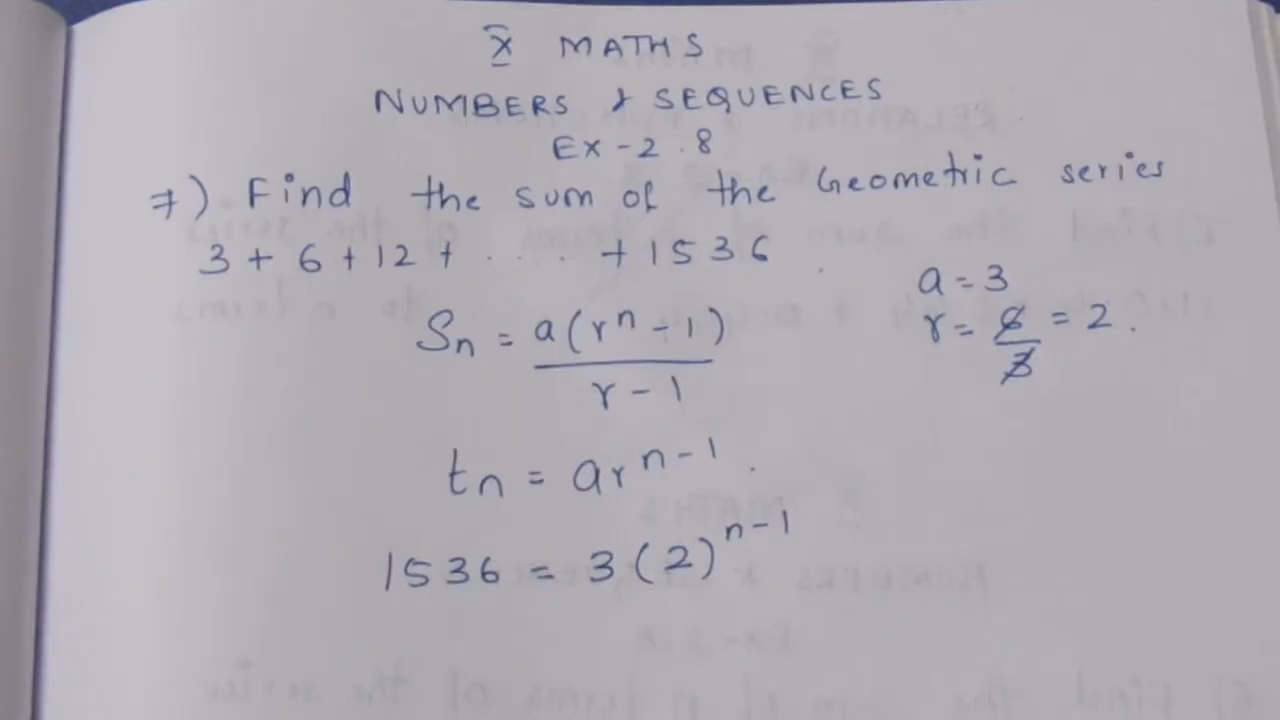 X MATHS
NUMBERS & SEQUENCES
Ex-2.8
7) Find the sum of the Geometric series
3 + 6 + 12 + .... + 1536
a = 3
Sn = a(r^n - 1) / r - 1
r = 6/3 = 2.
tn = ar^n-1.
1536 = 3(2)^n-1